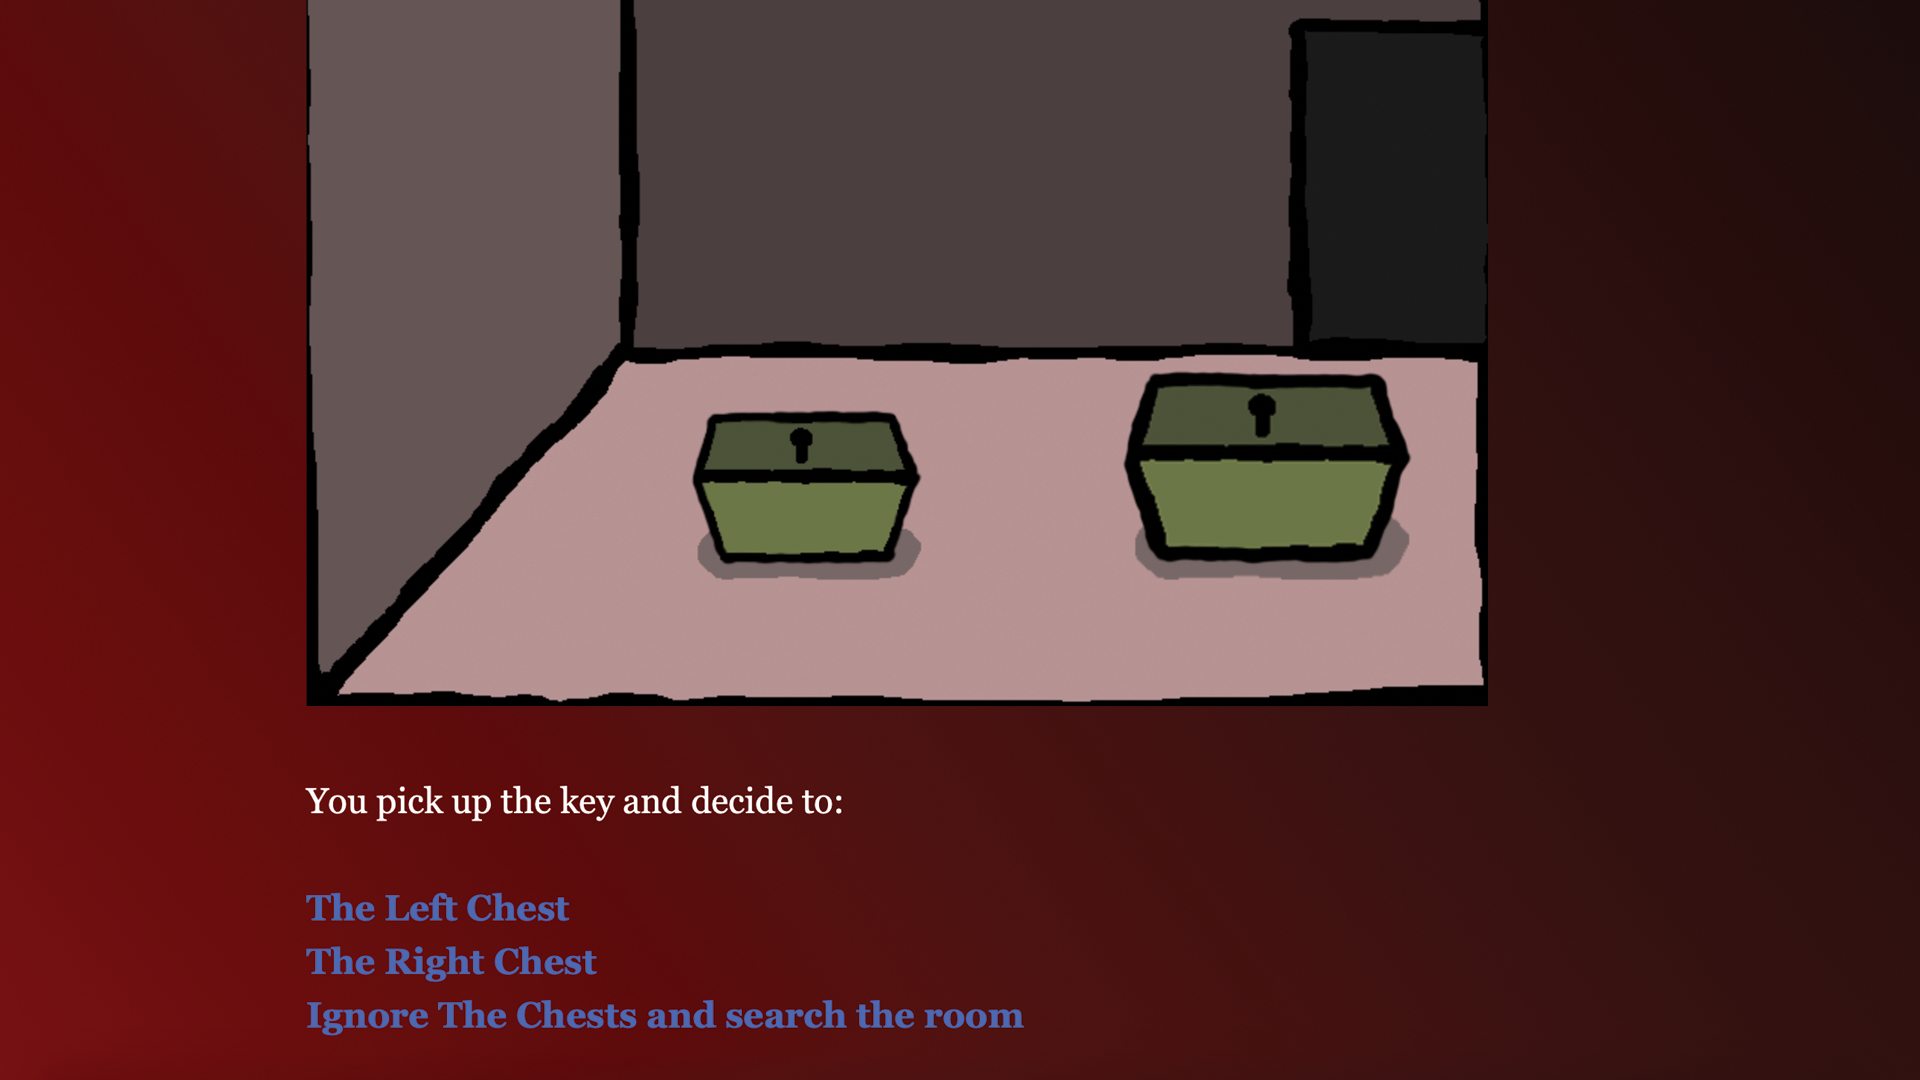 You pick up the key and decide to:
The Left Chest
The Right Chest
Ignore The Chests and search the room